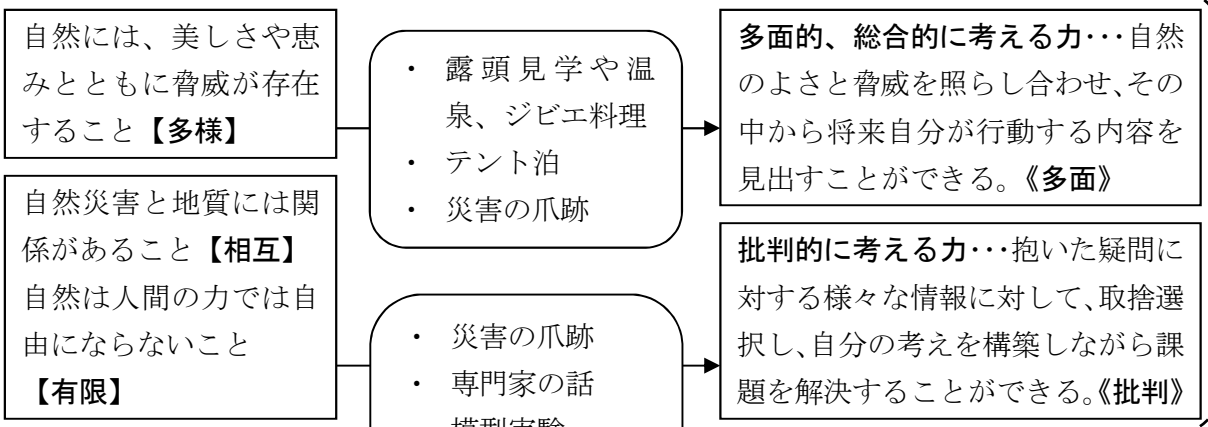 自然には、美しさや恵
みとともに脅威が存在
すること【多様】
自然災害と地質には関
係があること【相互】
自然は人間の力では自
由にならないこと
【有限】
・ 露頭見学や温
泉、ジビエ料理
・ テント泊
・ 災害の爪跡
・ 災害の爪跡
・ 専門家の話
・ 模型実験
多面的、総合的に考える力･･･自然
のよさと脅威を照らし合わせ、その
中から将来自分が行動する内容を
見出すことができる。《多面》
批判的に考える力･･･抱いた疑問に
対する様々な情報に対して、取捨選
択し、自分の考えを構築しながら課
題を解決することができる。《批判》